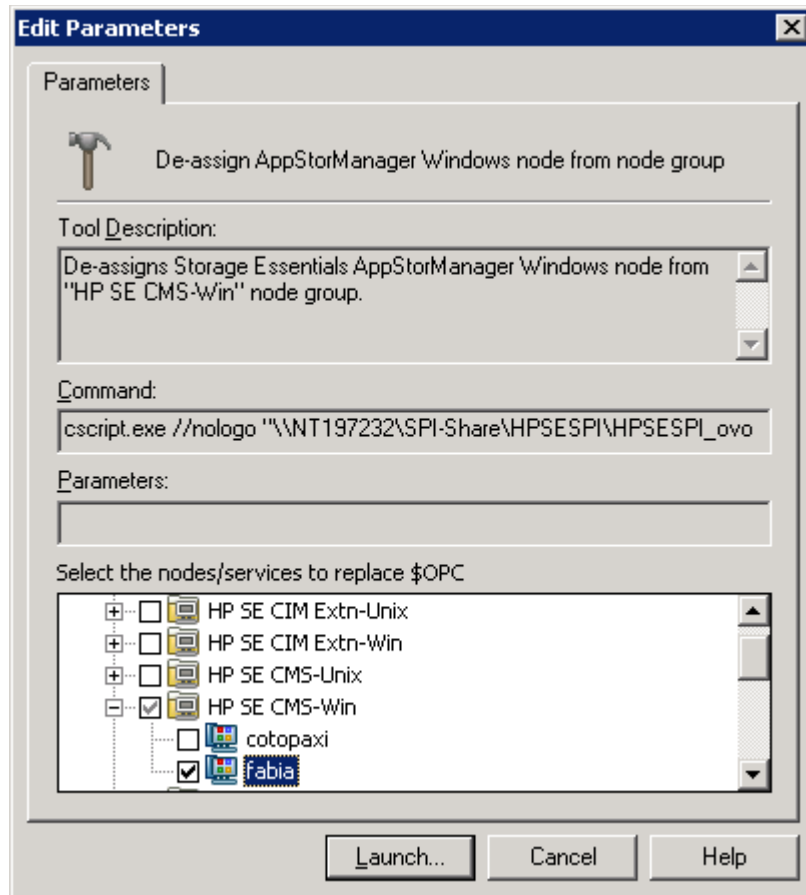 Edit Parameters
Parameters
De-assign AppStorManager Windows node from node group
Tool Description:
De-assigns Storage Essentials AppStorManager Windows node from
"HP SE CMS-Win" node group.
Command:
cscript.exe //nologo "\\NT197232\SPI-Share\HPSESPI\HPSESPI_ovo
Parameters:
Select the nodes/services to replace $OPC
HP SE CIM Extn-Unix
HP SE CIM Extn-Win
HP SE CMS-Unix
HP SE CMS-Win
cotopaxi
fabia
Launch...
Cancel
Help